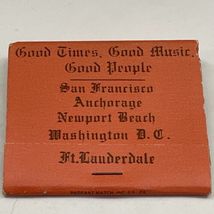 Good Times, Good Music,
Good People
San Francisco
Anchorage
Newport Beach
Washington D.C.
Ft.Lauderdale